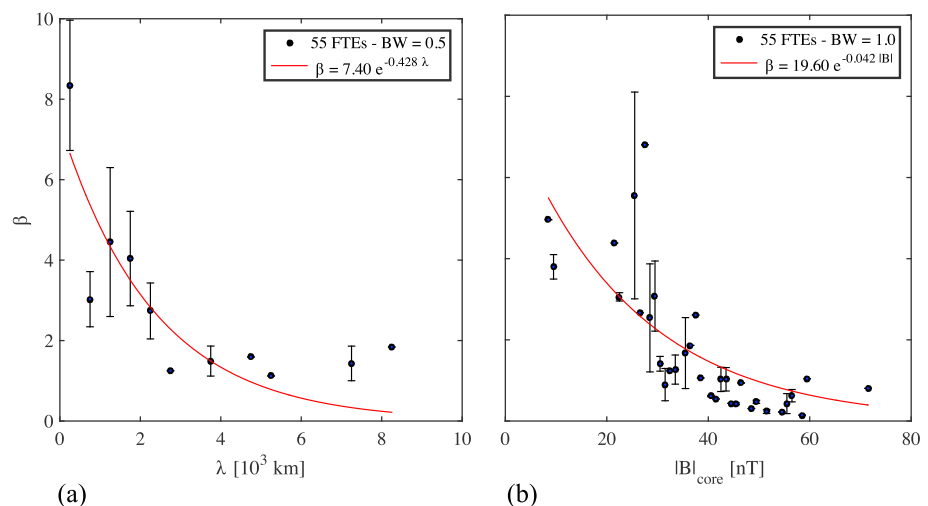 10
8
6
4
2
0
β
0
2
4
6
8
10
λ [10³ km]
(a)
55 FTEs - BW = 0.5
β = 7.40 e^-0.428 λ
55 FTEs - BW = 1.0
β = 19.60 e^-0.042 |B|
0
20
40
60
80
|B|core [nT]
(b)